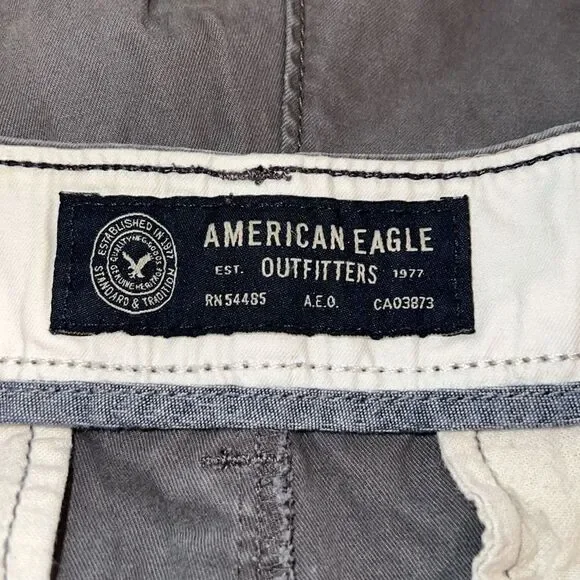 ESTABLISHED IN 1977
STANDARD & TRADITION
AMERICAN EAGLE
EST. OUTFITTERS 1977
RN 54485 A.E.O. CA03873